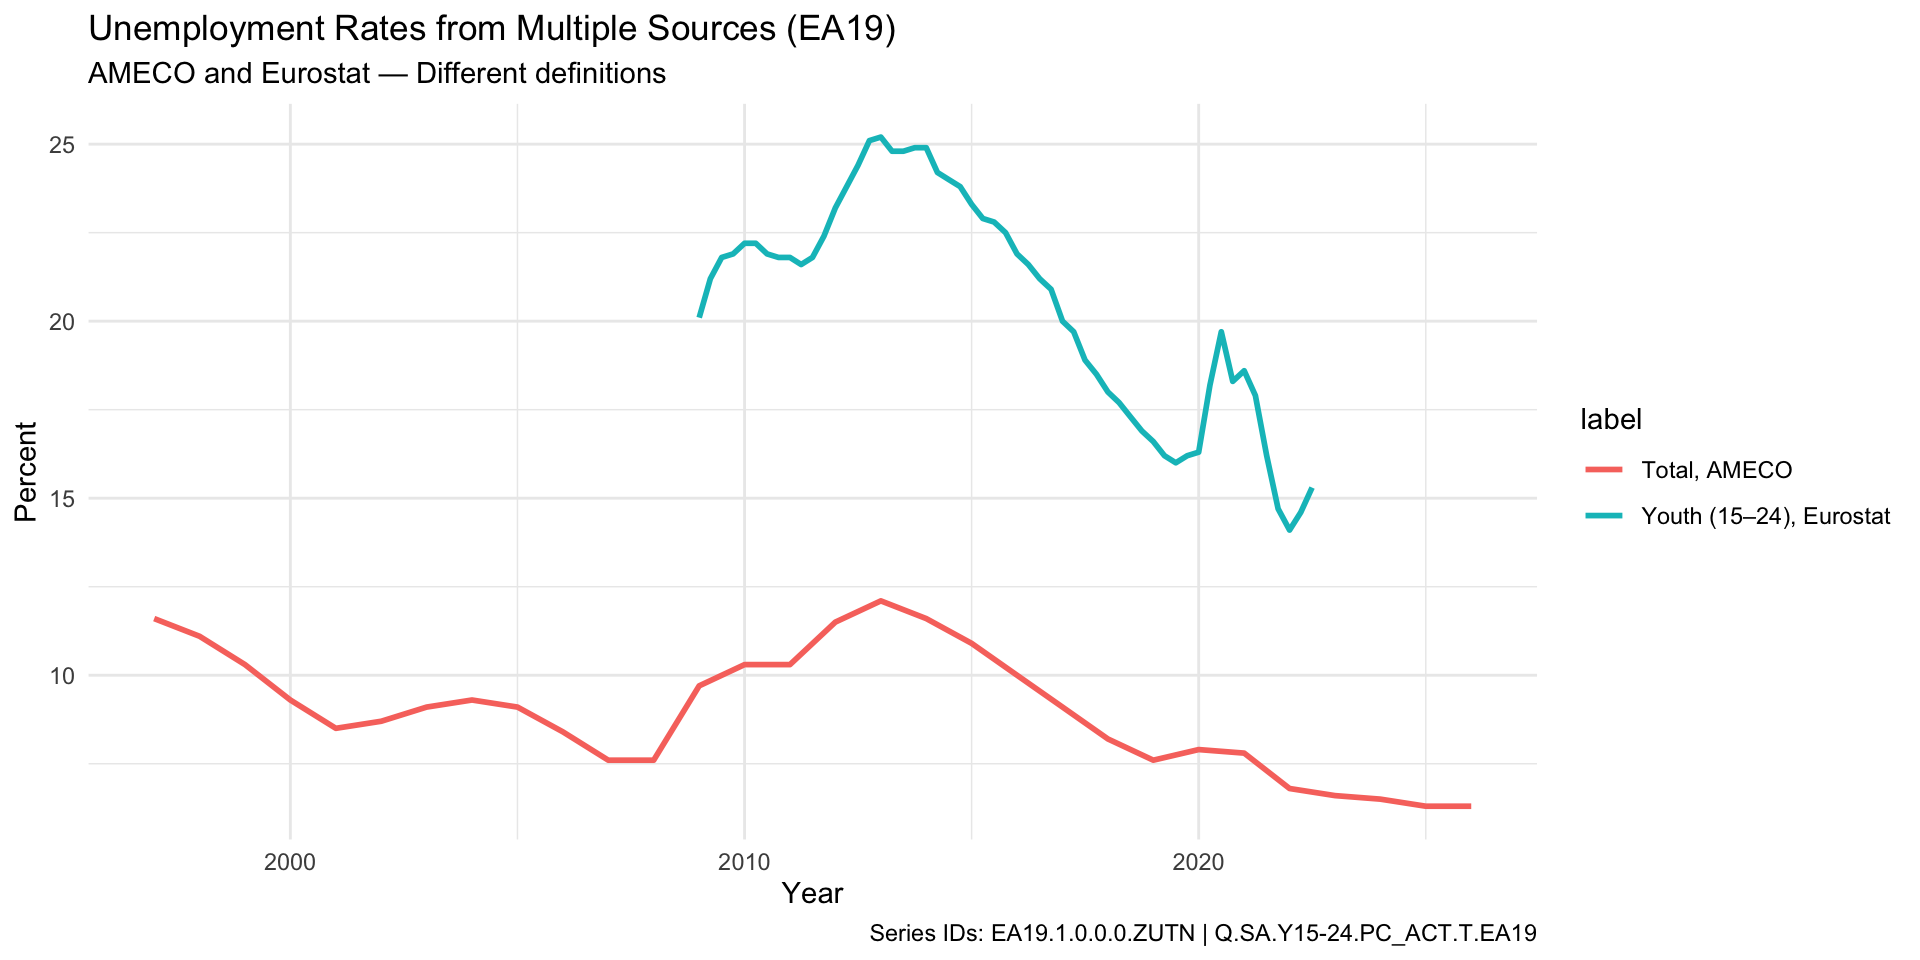 Unemployment Rates from Multiple Sources (EA19)
AMECO and Eurostat — Different definitions
25
20
15
10
Percent
2000 2010 2020
Year
label
Total, AMECO
Youth (15–24), Eurostat
Series IDs: EA19.1.0.0.0.ZUTN | Q.SA.Y15-24.PC_ACT.T.EA19